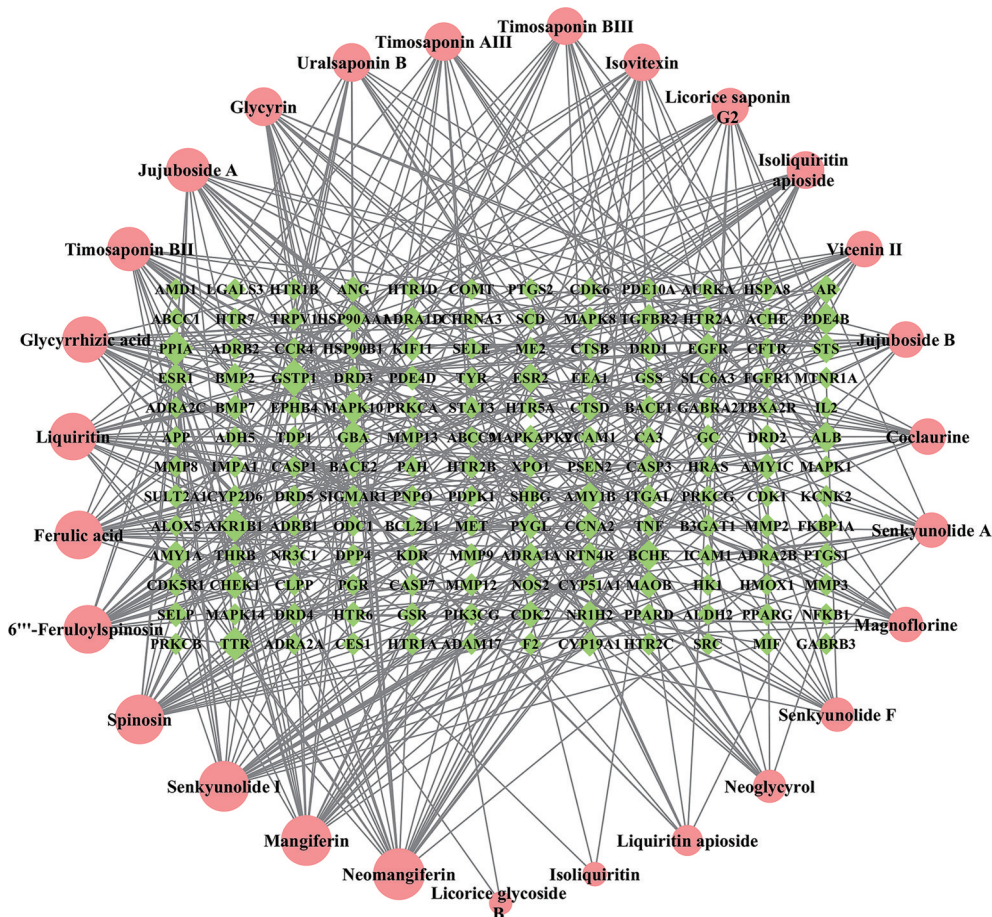 Timosaponin BIII
Timosaponin AIII
Uralsaponin B
Isovitexin
Glycyrin
Licorice saponin
G2
Jujuboside A
Isoliquiritin
apioside
Timosaponin BII
Vicenin II
AMD1 LGALS3 HTR1B ANG HTR1D COMT PTGS2 CDK6 PDE10A AURKA HSPA8 AR
ABCC1 HTR7 TRPV1 HSP90AA1 ADRA1D CHRNA3 SCD MAPK8 TGFBR2 HTR2A ACHE PDE4B
Glycyrrhizic acid
Jujuboside B
PPIA ADRB2 CCR4 HSP90B1 KIF11 SELE ME2 CTSB DRD1 EGFR CFTR STS
ESR1 BMP2 GSTP1 DRD3 PDE4D TYR ESR2 EEA1 GSS SLC6A3 FGFR1 MTNR1A
ADRA2C BMP7 EPHB4 MAPK10 PRKCA STAT3 HTR5A CTSD BACE1 GABRA2 TBXA2R IL2
Liquiritin
Coclaurine
APP ADH5 TDP1 GBA MMP13 MAPKAPK2 VCAM1 CA3 GC DRD2 ALB
MMP8 IMPA1 CASP1 BACE2 PAH HTR2B XPO1 PSEN2 CASP3 HRAS AMY1C MAPK1
SULT2A1 CYP2D6 DRD5 SIGMAR1 PNPO PDPK1 SHBG AMY1B ITGAL PRKCG CDK1 KCNK2
Ferulic acid
Senkyunolide A
ALOX5 AKR1B1 ADRB1 ODC1 BCL2L1 MET PYGL CCNA2 TNF B3GAT1 MMP2 FKBP1A
AMY1A THRB NR3C1 DPP4 KDR MMP9 ADRA1A RTN4R BCHE ICAM1 ADRA2B PTGS1
CDK5R1 CHEK1 CLPP PGR CASP7 MMP12 NOS2 CYP51A1 MAOB HK1 HMOX1 MMP3
SELP MAPK14 DRD4 HTR6 GSR PIK3CG CDK2 NR1H2 PPARD ALDH2 PPARG NFKB1
6'''-Feruloylspinosin
Magnoflorine
PRKCB TTR ADRA2A CES1 HTR1A ADAM17 F2 CYP19A1 HTR2C SRC MIF GABRB3
Spinosin
Senkyunolide F
Senkyunolide I
Neoglycyrol
Mangiferin
Liquiritin apioside
Neomangiferin
Isoliquiritin
Licorice glycoside
B